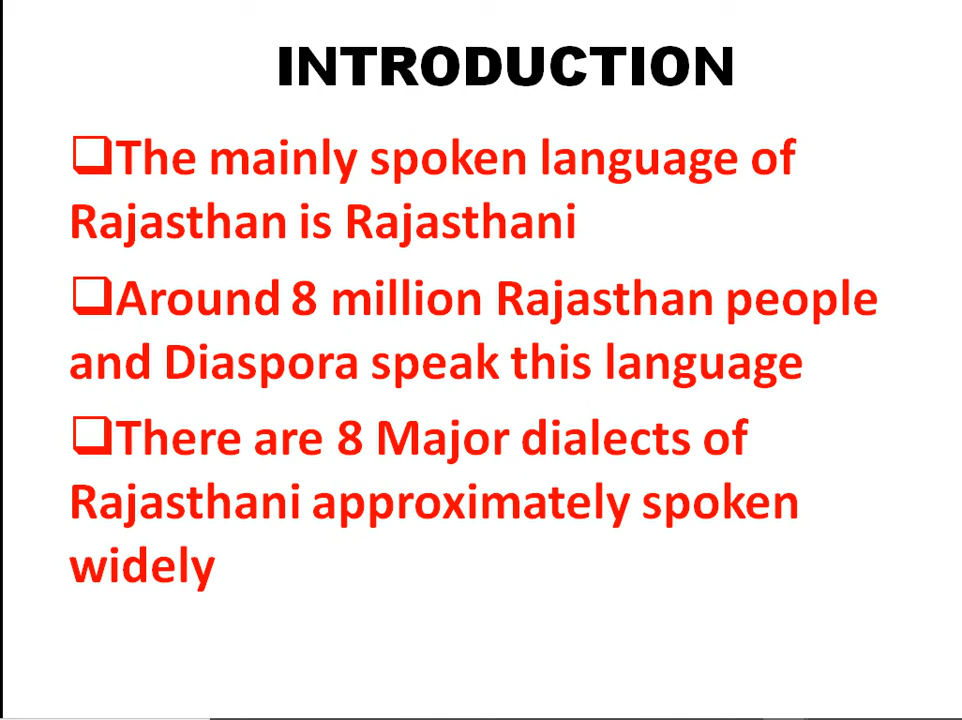 INTRODUCTION
❑The mainly spoken language of
Rajasthan is Rajasthani
❑Around 8 million Rajasthan people
and Diaspora speak this language
❑There are 8 Major dialects of
Rajasthani approximately spoken
widely